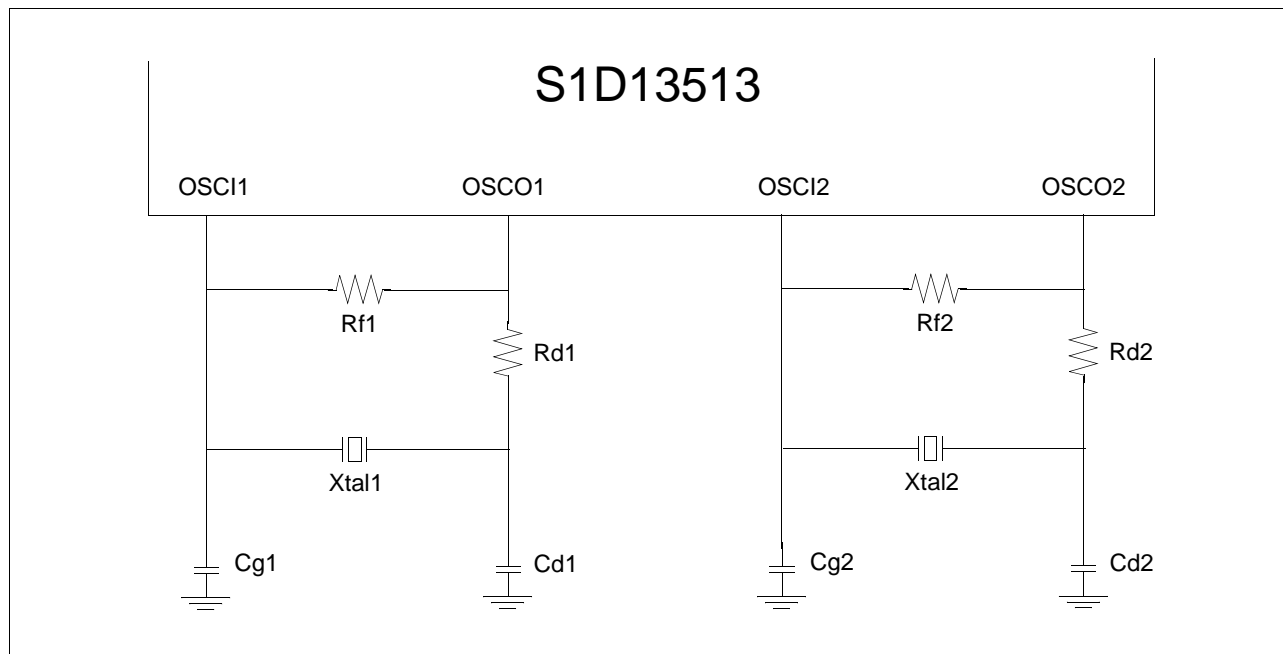 S1D13513
OSCI1 OSCO1 OSCI2 OSCO2
Rf1 Rf2
Rd1 Rd2
Xtal1 Xtal2
Cg1 Cd1 Cg2 Cd2